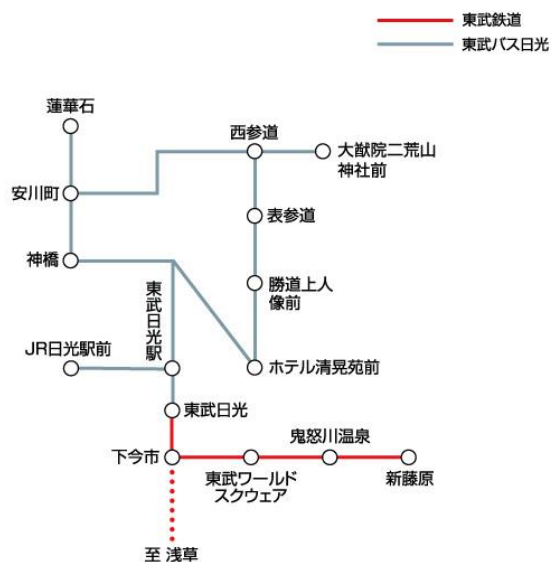 東武鉄道
東武バス日光
蓮華石
西参道
大猷院二荒山
神社前
安川町
表参道
神橋
勝道上人
像前
東武日光駅
JR日光駅前
ホテル清晃苑前
東武日光
鬼怒川温泉
下今市
東武ワールド
スクウェア
新藤原
至 浅草